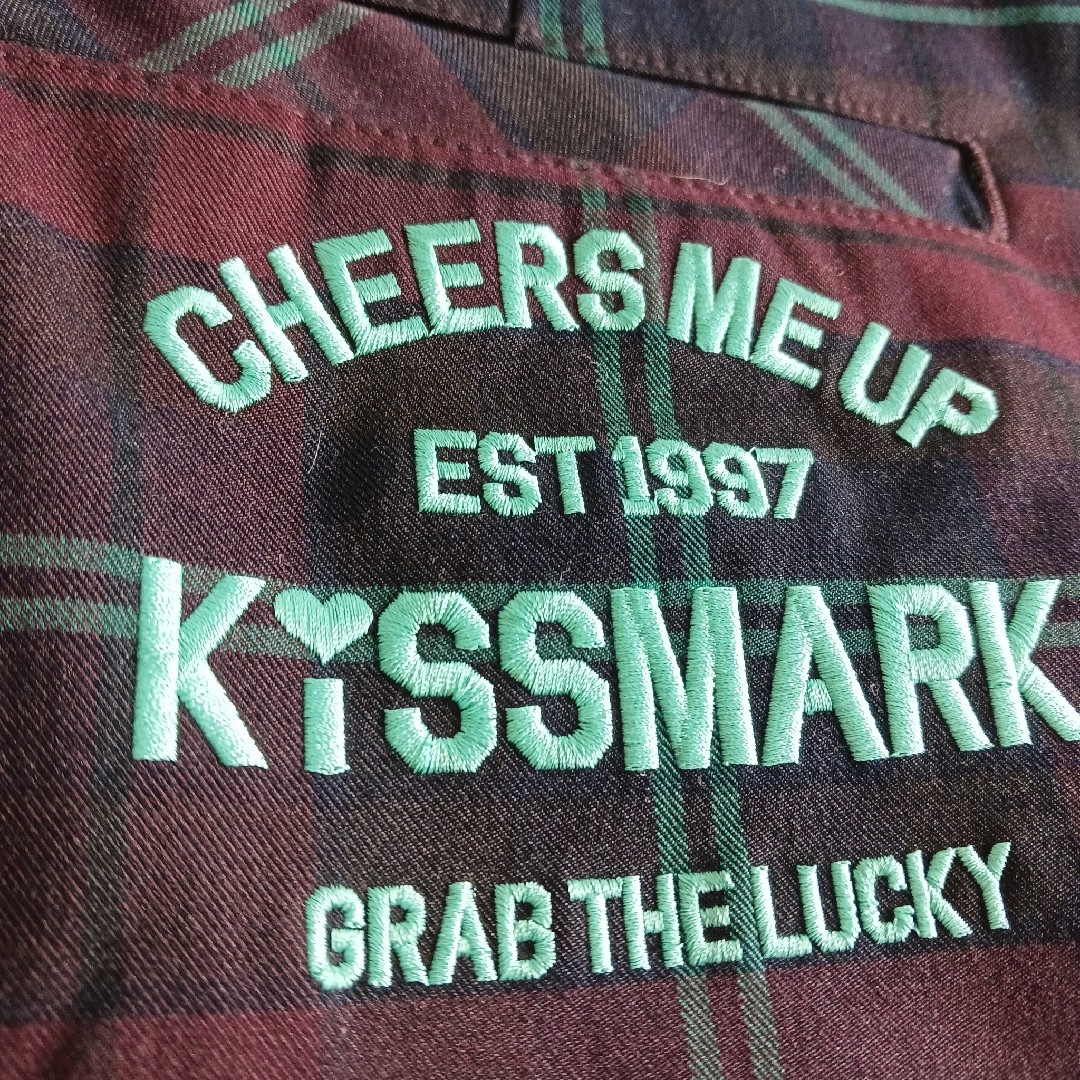 CHEERS ME UP
EST 1997
KiSSMARK
GRAB THE LUCKY